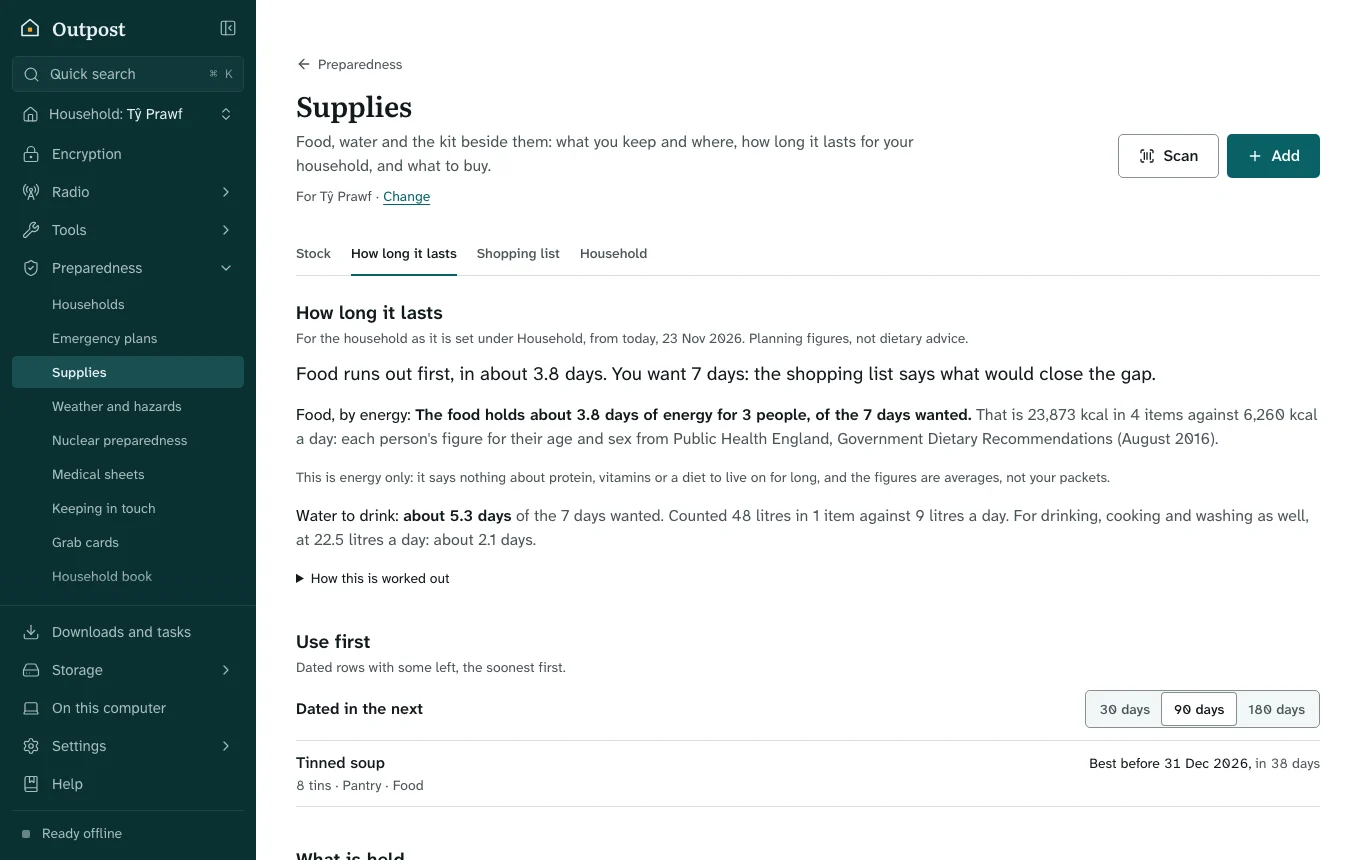 Outpost
Quick search ⌘ K
Household: Tŷ Prawf
Encryption
Radio
Tools
Preparedness
Households
Emergency plans
Supplies
Weather and hazards
Nuclear preparedness
Medical sheets
Keeping in touch
Grab cards
Household book
Downloads and tasks
Storage
On this computer
Settings
Help
Ready offline
Preparedness
Supplies
Food, water and the kit beside them: what you keep and where, how long it lasts for your
household, and what to buy.
For Tŷ Prawf · Change
Scan
+ Add
Stock How long it lasts Shopping list Household
How long it lasts
For the household as it is set under Household, from today, 23 Nov 2026. Planning figures, not dietary advice.
Food runs out first, in about 3.8 days. You want 7 days: the shopping list says what would close the gap.
Food, by energy: The food holds about 3.8 days of energy for 3 people, of the 7 days wanted. That is 23,873 kcal in 4 items against 6,260 kcal
a day: each person's figure for their age and sex from Public Health England, Government Dietary Recommendations (August 2016).
This is energy only: it says nothing about protein, vitamins or a diet to live on for long, and the figures are averages, not your packets.
Water to drink: about 5.3 days of the 7 days wanted. Counted 48 litres in 1 item against 9 litres a day. For drinking, cooking and washing as well,
at 22.5 litres a day: about 2.1 days.
How this is worked out
Use first
Dated rows with some left, the soonest first.
Dated in the next
30 days 90 days 180 days
Tinned soup
Best before 31 Dec 2026, in 38 days
8 tins · Pantry · Food
What is held